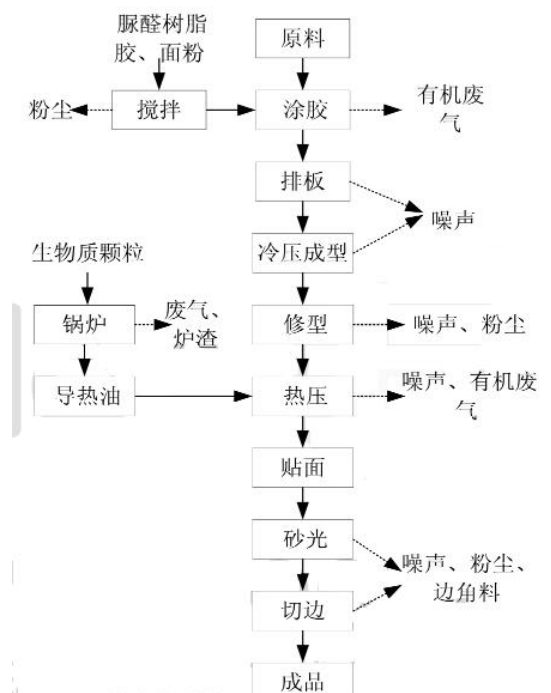 脲醛树脂
胶、面粉
原料
粉尘
搅拌
涂胶
有机废
气
排板
噪声
生物质颗粒
冷压成型
锅炉
废气、
炉渣
修型
噪声、粉尘
导热油
热压
噪声、有机废
气
贴面
砂光
噪声、粉尘、
边角料
切边
成品